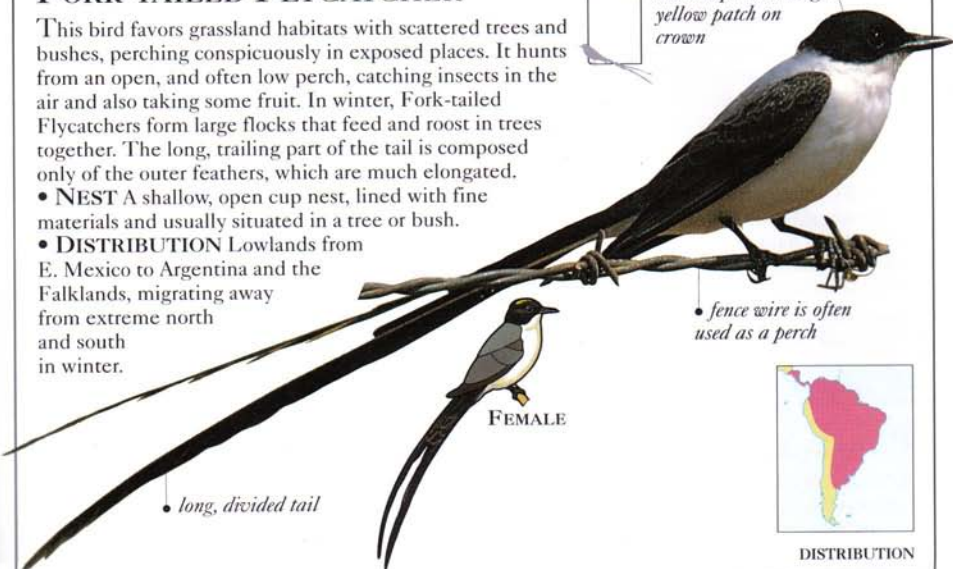 This bird favors grassland habitats with scattered trees and
bushes, perching conspicuously in exposed places. It hunts
from an open, and often low perch, catching insects in the
air and also taking some fruit. In winter, Fork-tailed
Flycatchers form large flocks that feed and roost in trees
together. The long, trailing part of the tail is composed
only of the outer feathers, which are much elongated.
• NEST A shallow, open cup nest, lined with fine
materials and usually situated in a tree or bush.
• DISTRIBUTION Lowlands from
E. Mexico to Argentina and the
Falklands, migrating away
from extreme north
and south
in winter.
yellow patch on
crown
• fence wire is often
used as a perch
FEMALE
• long, divided tail
DISTRIBUTION